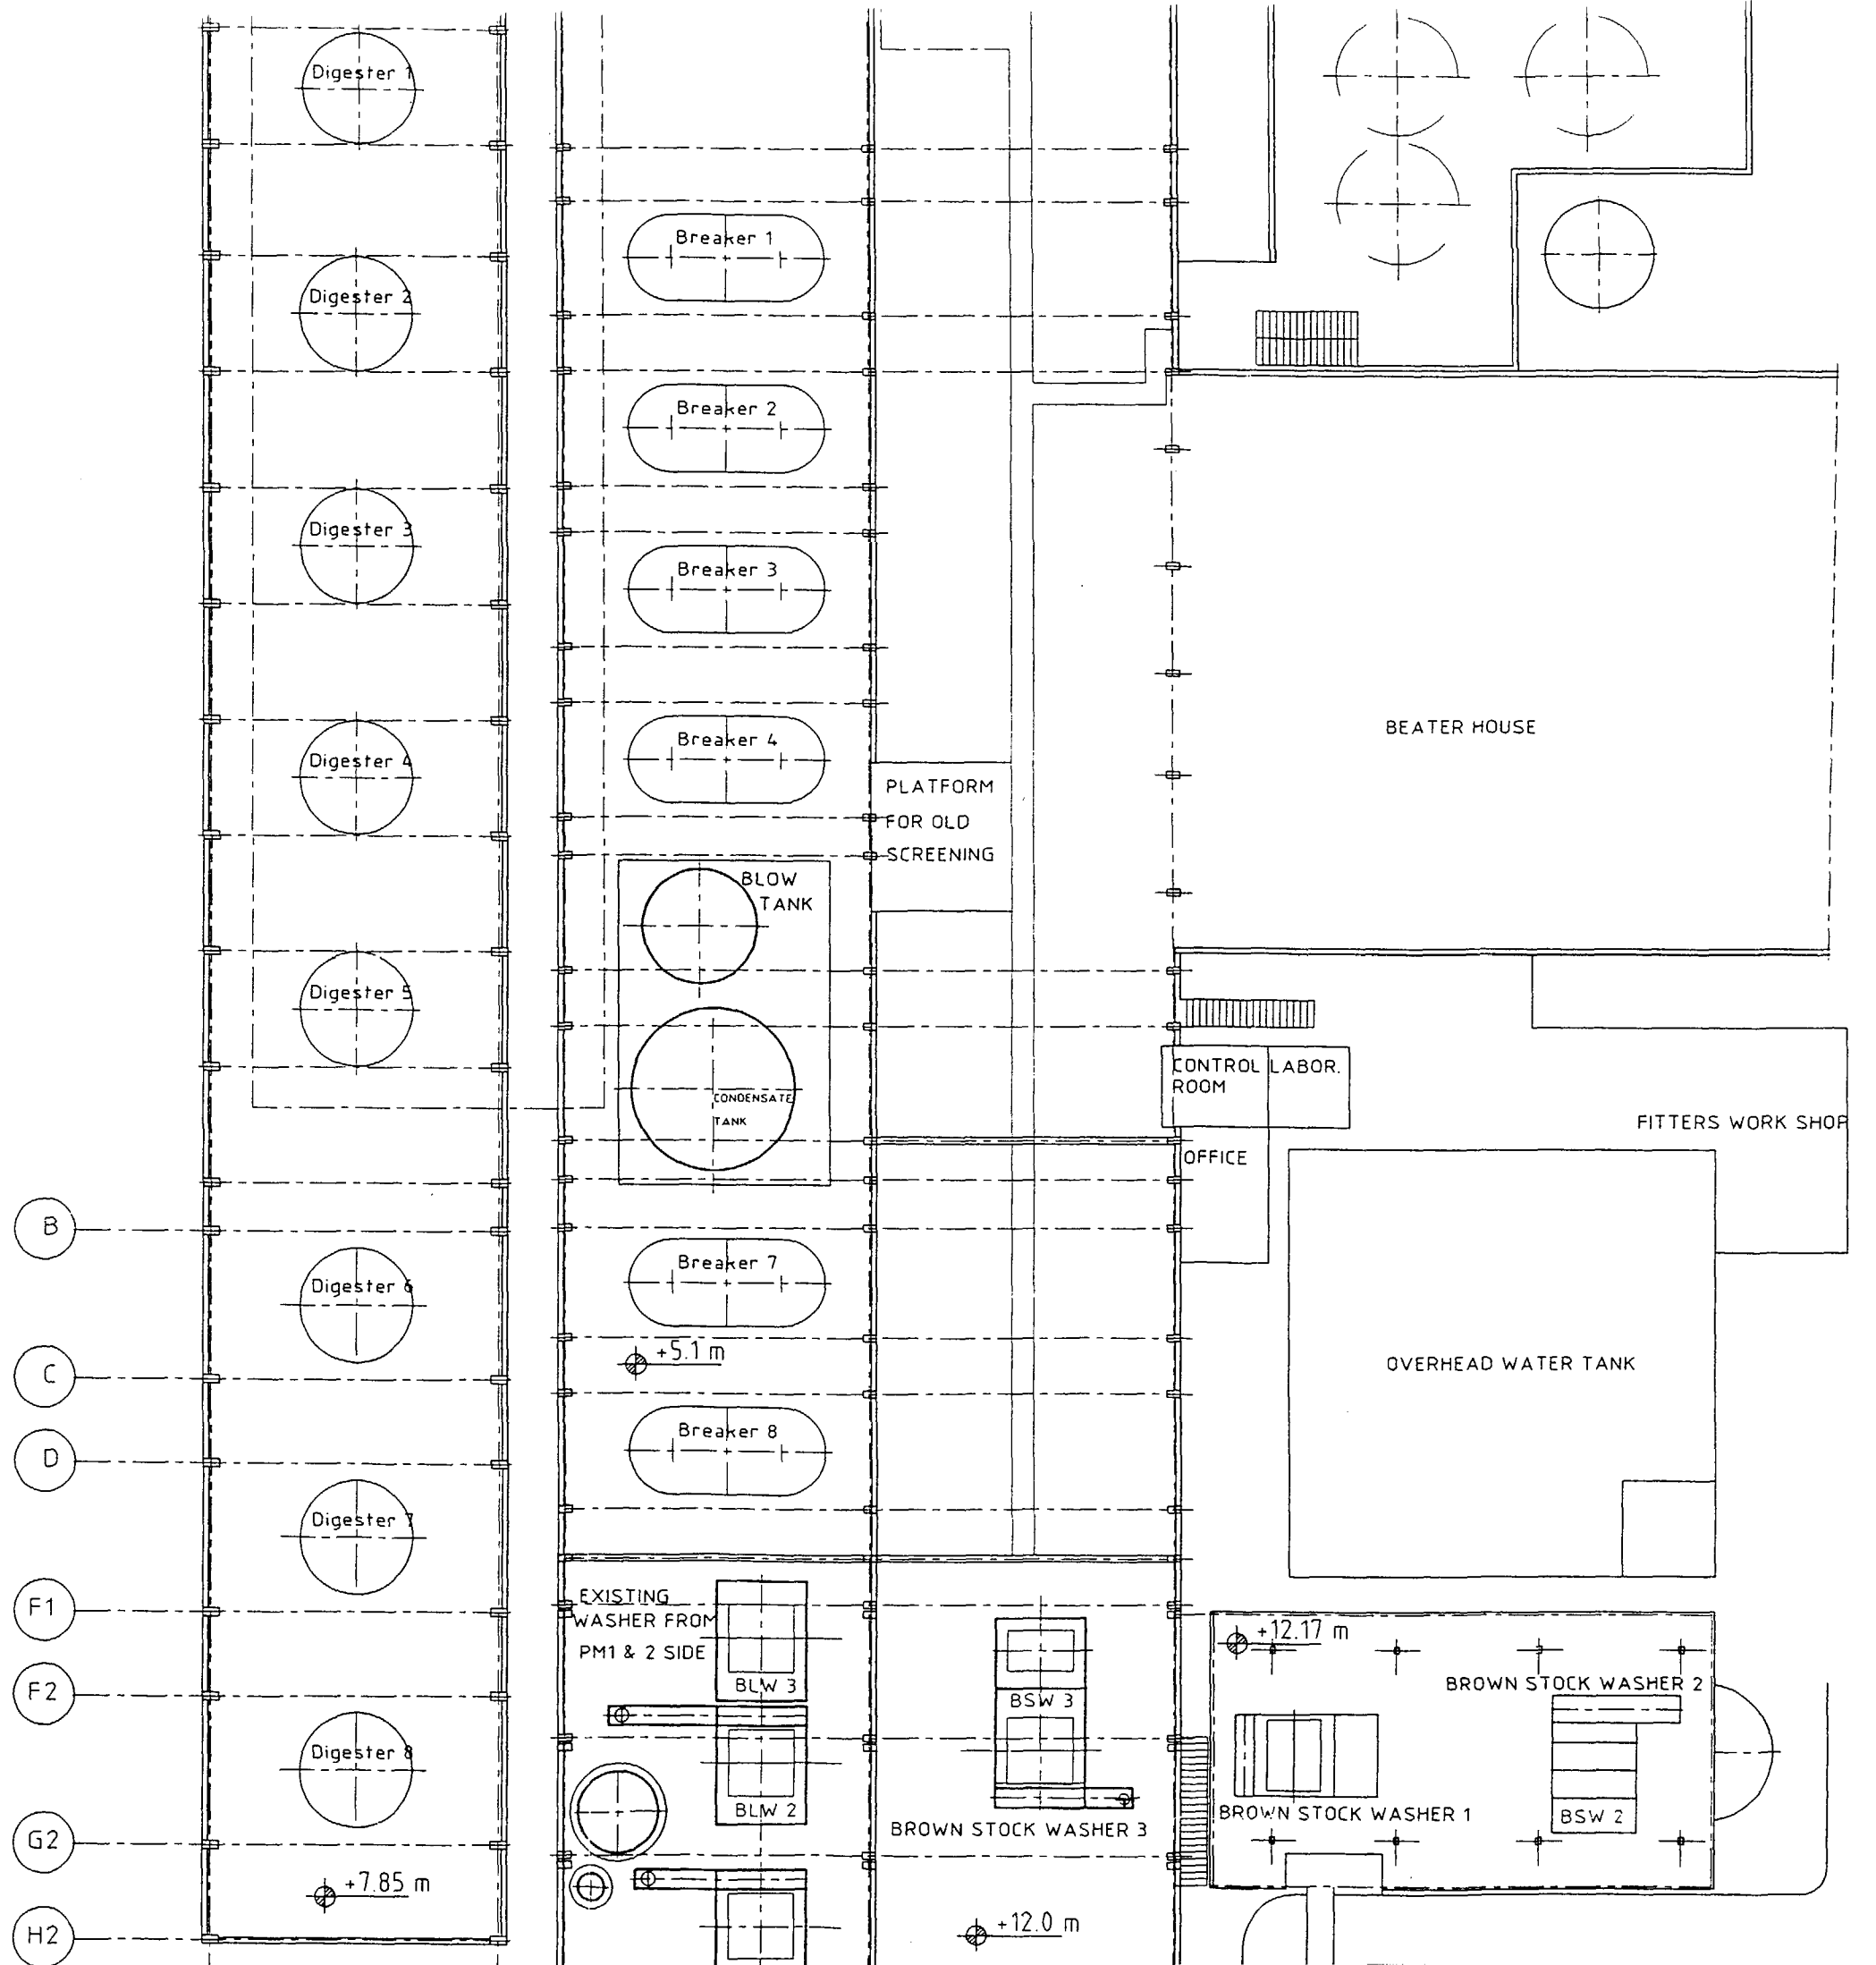 Digester 1
Digester 2
Digester 3
Digester 4
Digester 5
Digester 6
Digester 7
Digester 8
+7.85 m
B
C
D
F1
F2
G2
H2
Breaker 1
Breaker 2
Breaker 3
Breaker 4
BLOW
TANK
CONDENSATE
TANK
Breaker 7
+5.1 m
Breaker 8
EXISTING
WASHER FROM
PM1 & 2 SIDE
BLW 3
BLW 2
PLATFORM
FOR OLD
SCREENING
BSW 3
BROWN STOCK WASHER 3
+12.0 m
BEATER HOUSE
CONTROL LABOR.
ROOM
OFFICE
FITTERS WORK SHOP
OVERHEAD WATER TANK
+12.17 m
BROWN STOCK WASHER 2
BROWN STOCK WASHER 1
BSW 2